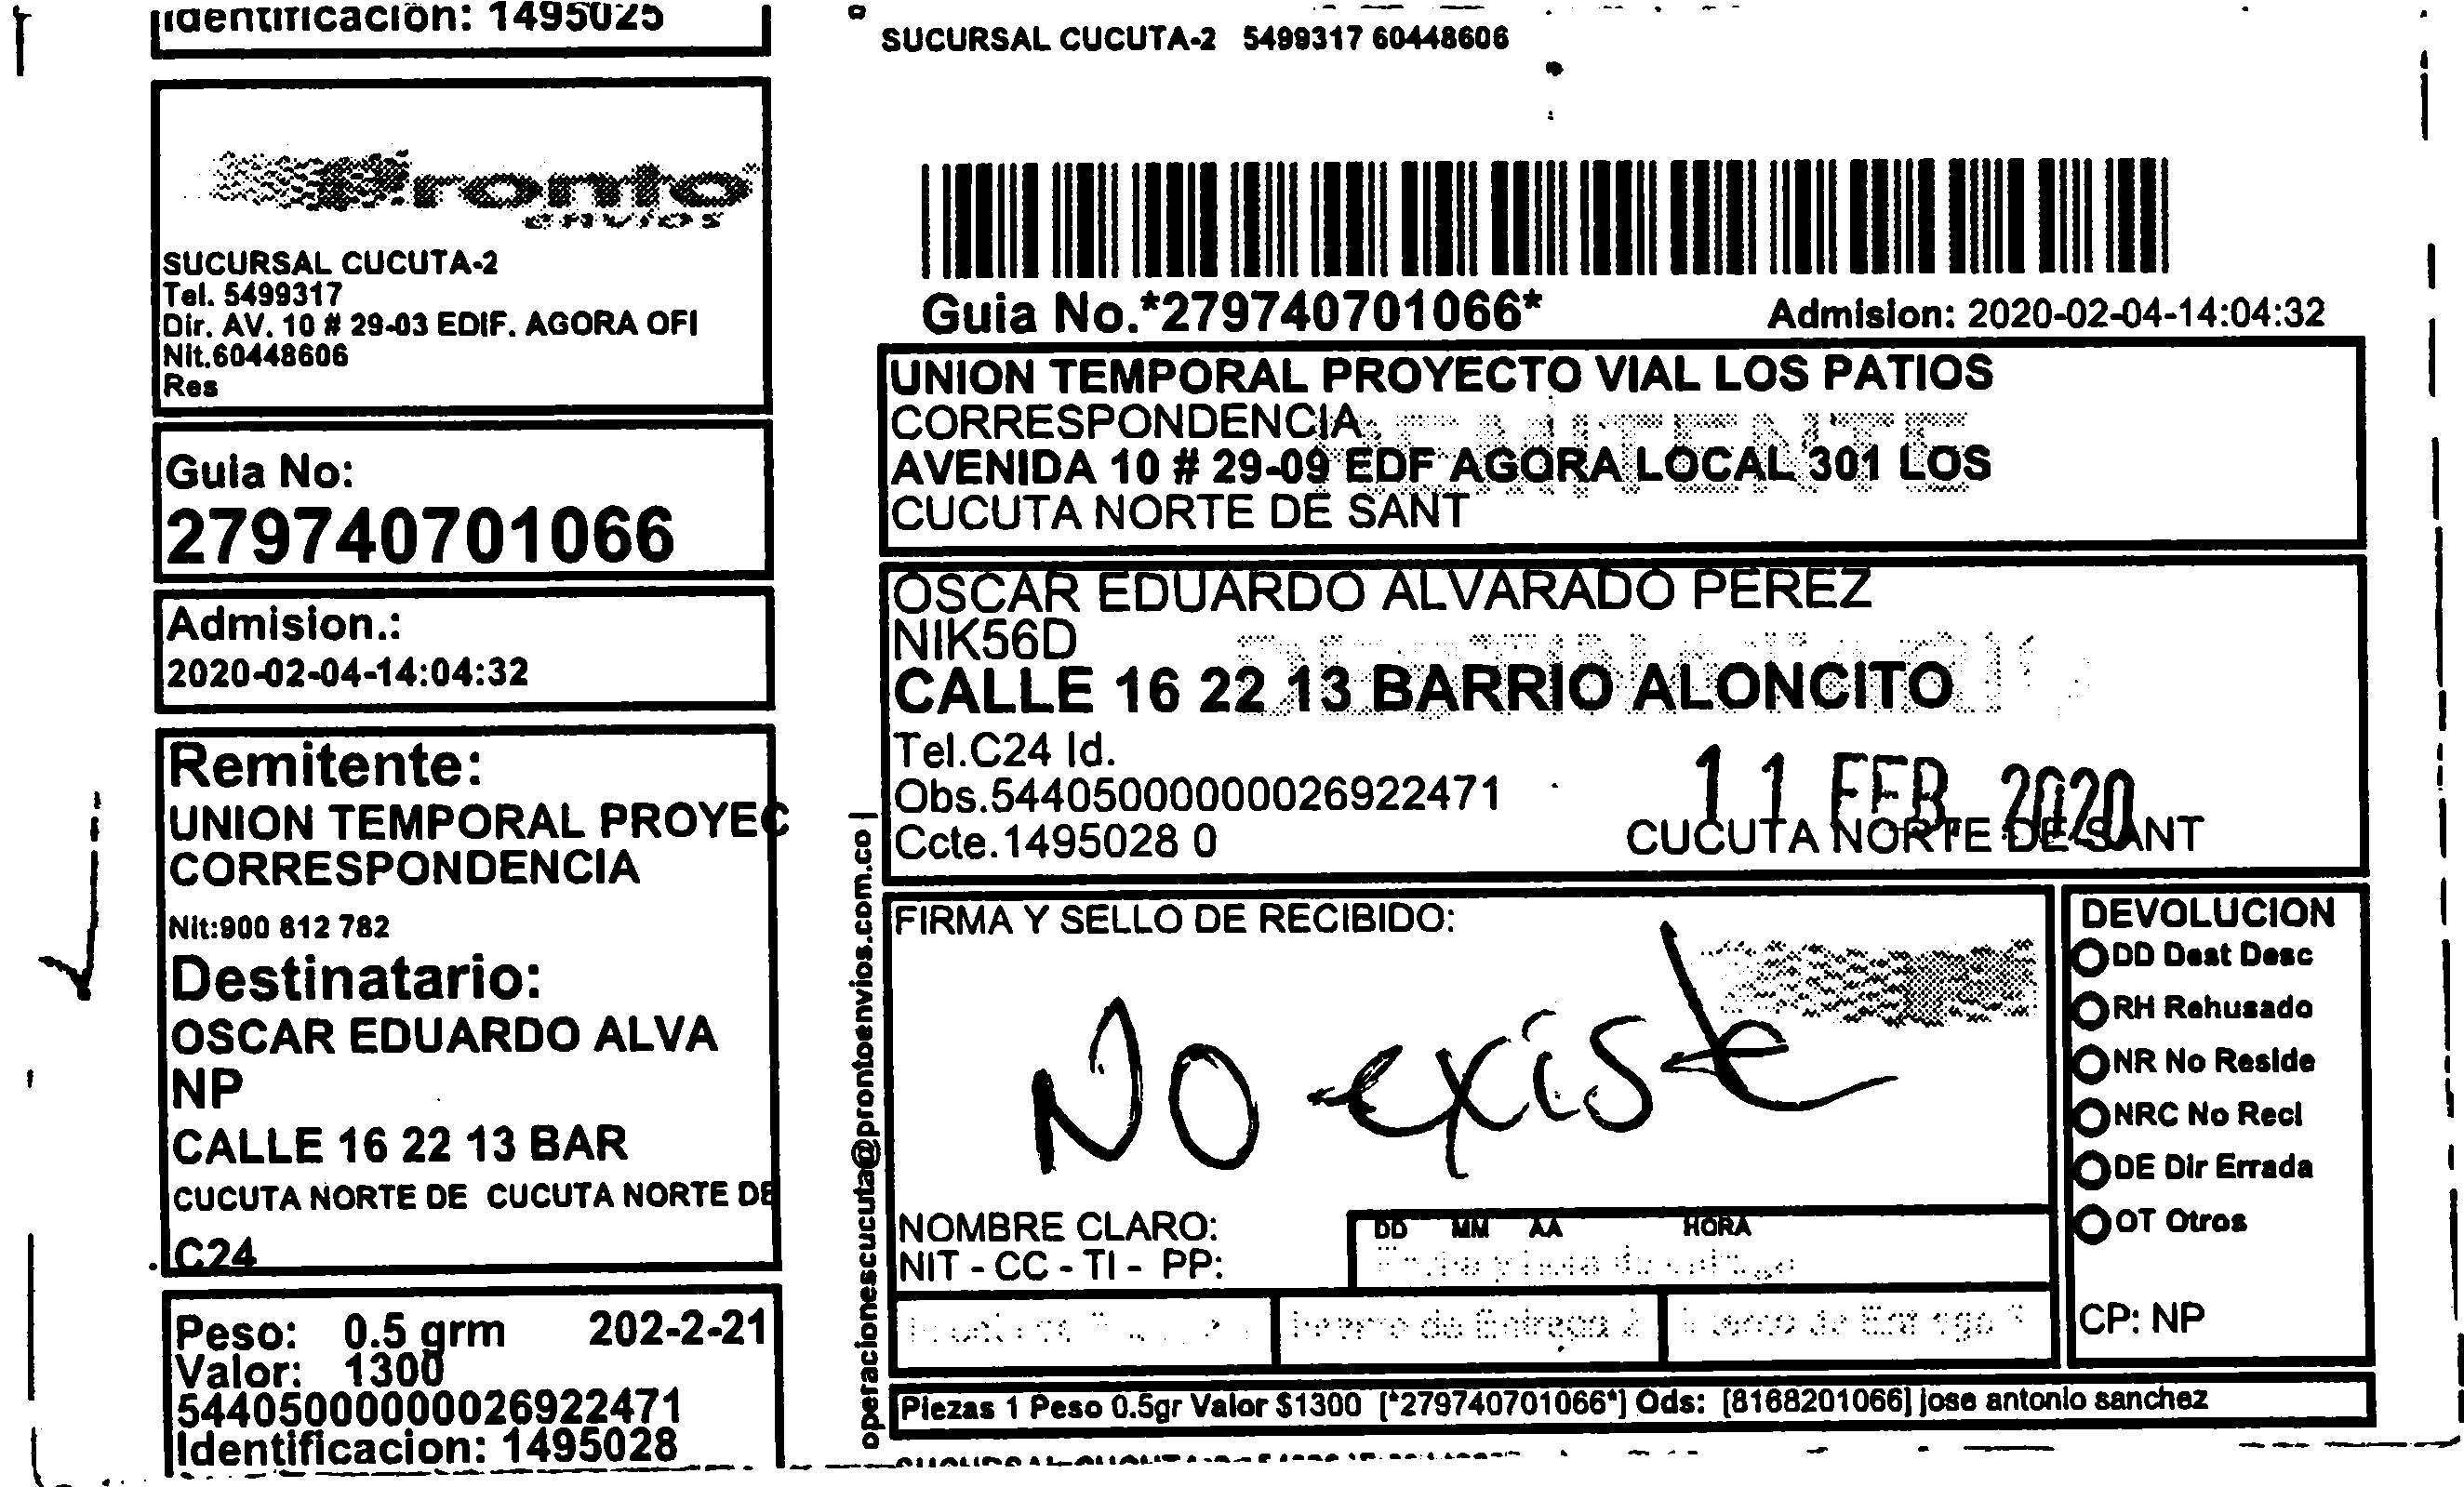 Identificacion: 1495025
Pronto
envios
SUCURSAL CUCUTA-2
Tel. 5499317
Dir. AV. 10 # 29-03 EDIF. AGORA OFI
Nit.60448606
Res
Guia No:
279740701066
Admision.:
2020-02-04-14:04:32
Remitente:
UNION TEMPORAL PROYEC
CORRESPONDENCIA
Nit:900 812 782
Destinatario:
OSCAR EDUARDO ALVA
NP
CALLE 16 22 13 BAR
CUCUTA NORTE DE CUCUTA NORTE DE
C24
Peso: 0.5 grm 202-2-21
Valor: 1300
544050000000026922471
Identificacion: 1495028
SUCURSAL CUCUTA-2 5499317 60448606
Guia No.*279740701066* Admision: 2020-02-04-14:04:32
UNION TEMPORAL PROYECTO VIAL LOS PATIOS
CORRESPONDENCIA
REMITENTE
AVENIDA 10 # 29-09 EDF AGORA LOCAL 301 LOS
CUCUTA NORTE DE SANT
OSCAR EDUARDO ALVARADO PEREZ
NIK56D
DESTINATARIO
CALLE 16 22 13 BARRIO ALONCITO
Tel.C24 Id.
Obs.544050000000026922471
11 FEB. 2020
Ccte.1495028 0 CUCUTA NORTE DE SANT
operacionescucuta@prontoenvios.com.co |
FIRMA Y SELLO DE RECIBIDO:
No existe
NOMBRE CLARO:
NIT - CC - TI - PP:
DD MM AA HORA
DEVOLUCION
DD Dest Desc
RH Rehusado
NR No Reside
NRC No Recl
DE Dir Errada
OT Otros
CP: NP
Piezas 1 Peso 0.5gr Valor $1300 [*279740701066*] Ods: [8168201066] jose antonio sanchez